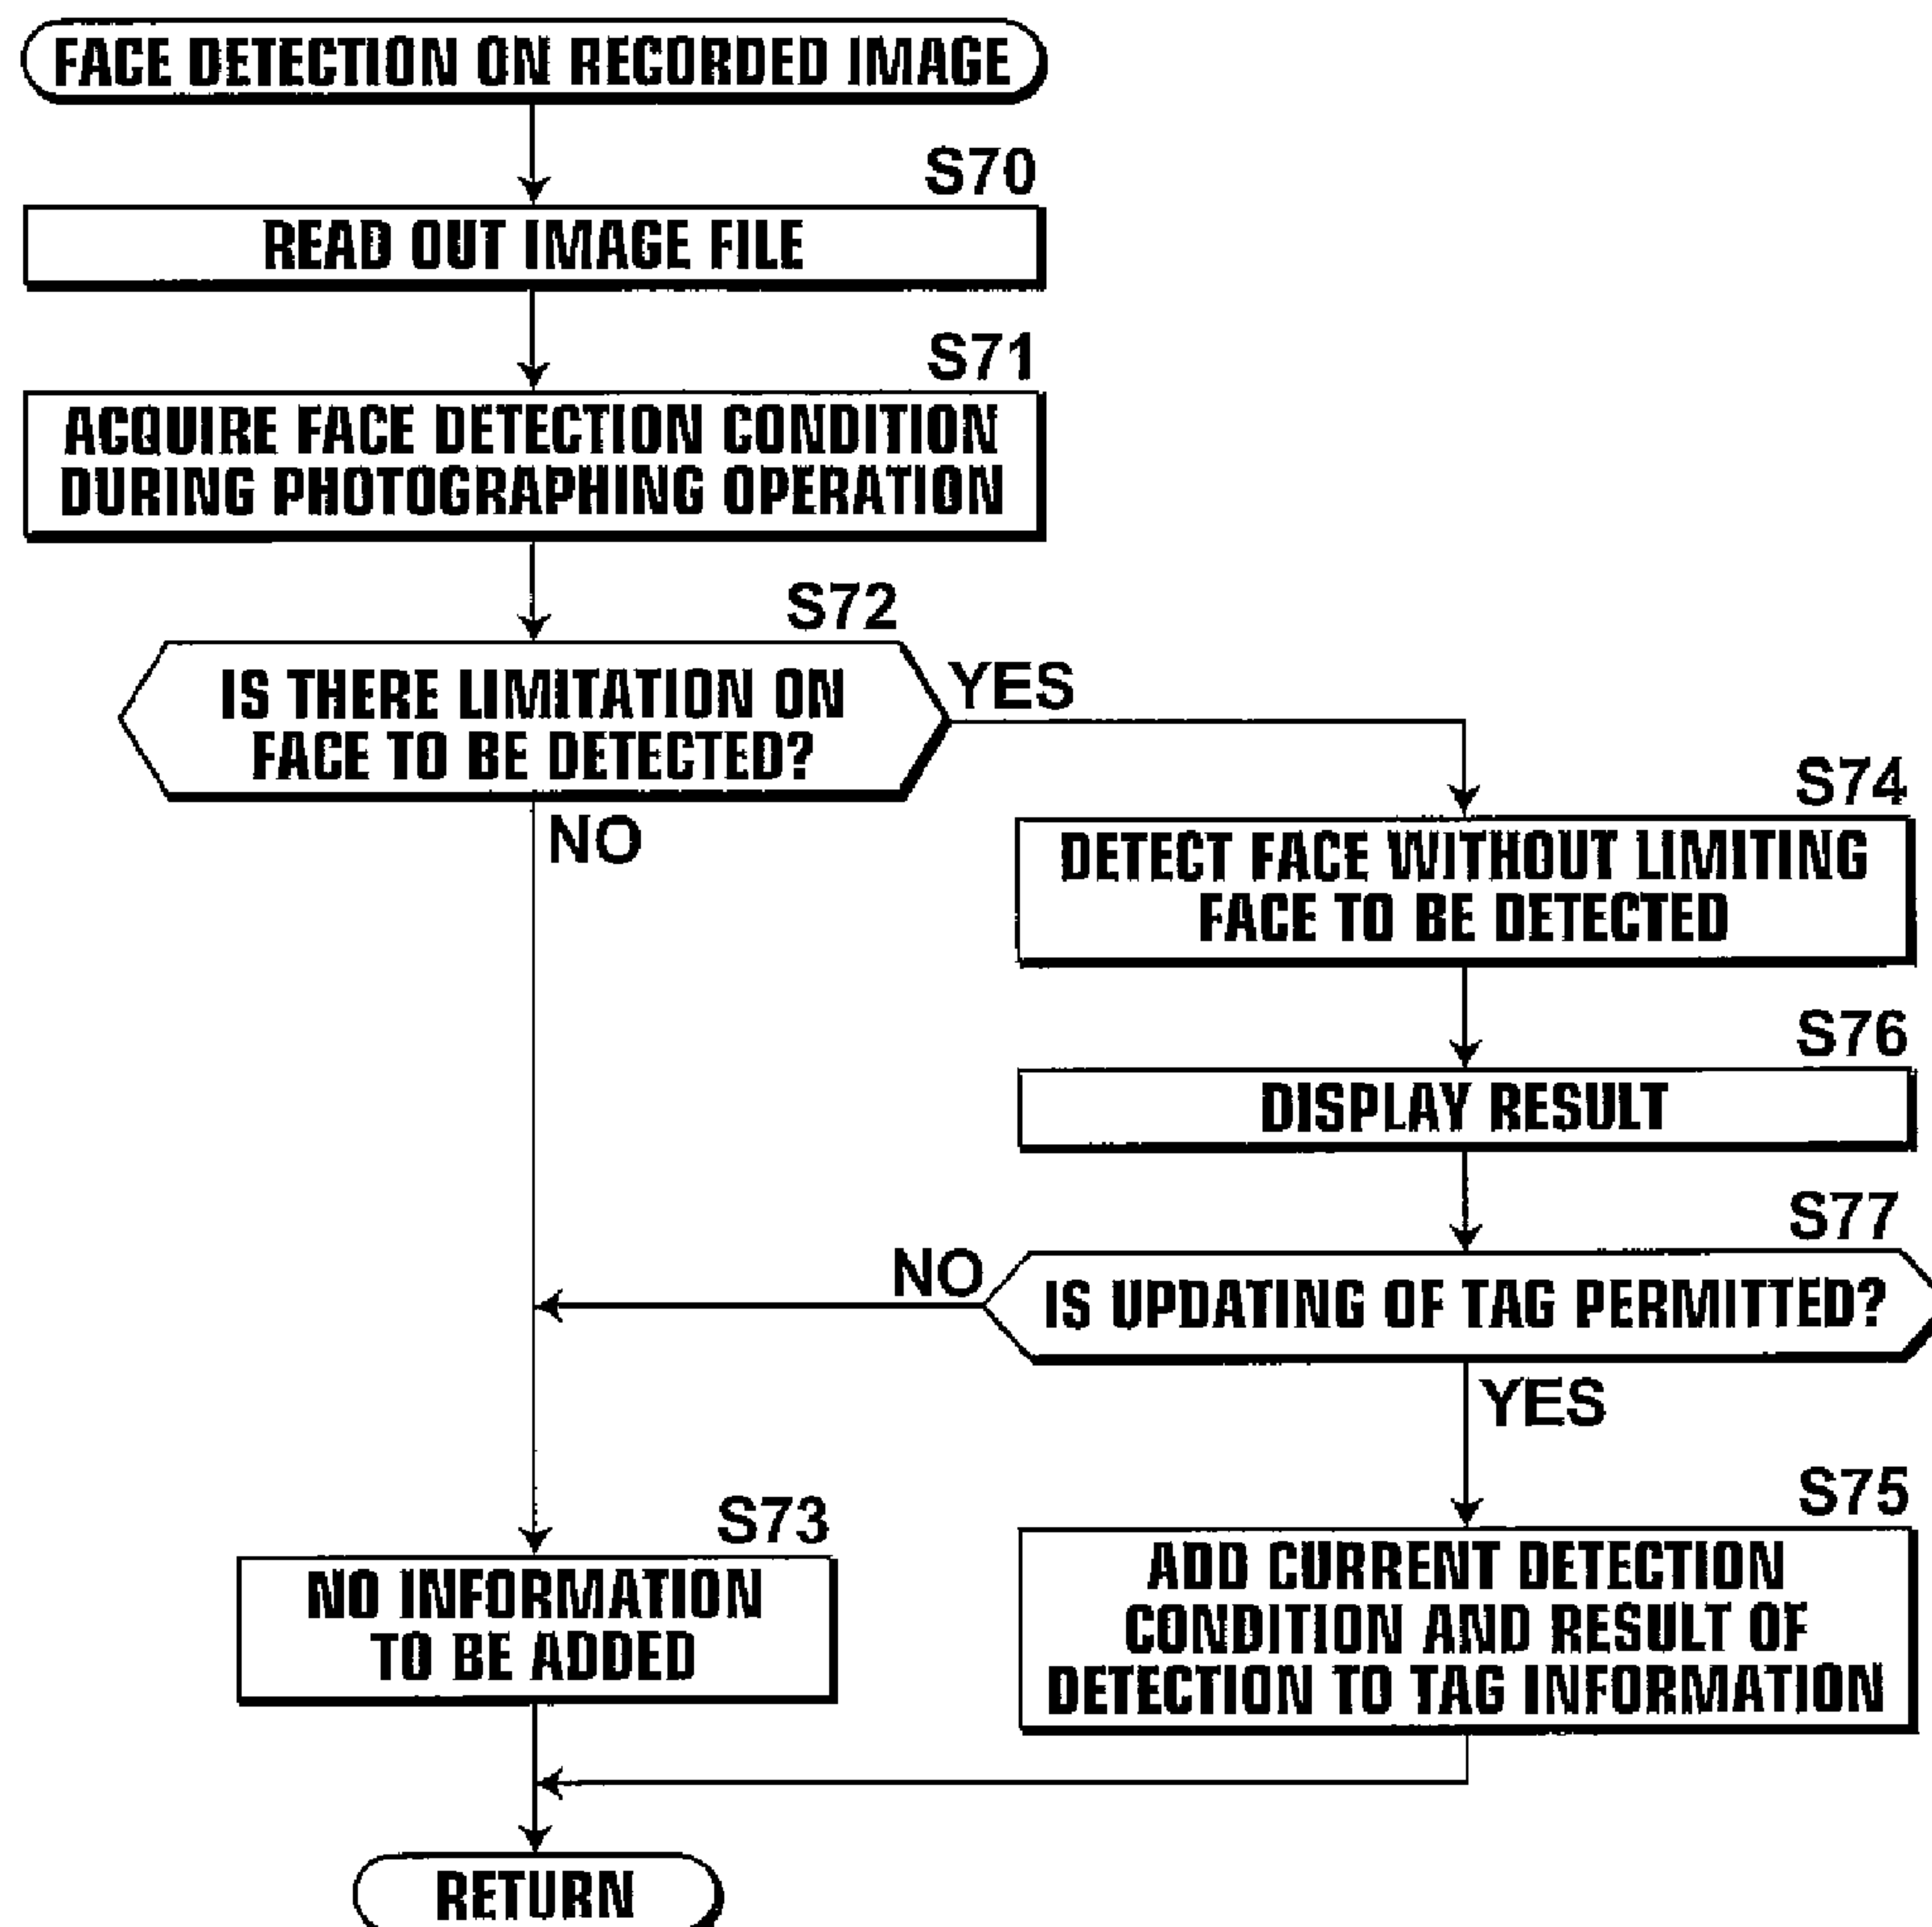 FACE DETECTION ON RECORDED IMAGE
S70
READ OUT IMAGE FILE
S71
ACQUIRE FACE DETECTION CONDITION
DURING PHOTOGRAPHING OPERATION
S72
IS THERE LIMITATION ON
FACE TO BE DETECTED?
YES
NO
S74
DETECT FACE WITHOUT LIMITING
FACE TO BE DETECTED
S76
DISPLAY RESULT
S77
IS UPDATING OF TAG PERMITTED?
NO
YES
S75
ADD CURRENT DETECTION
CONDITION AND RESULT OF
DETECTION TO TAG INFORMATION
S73
NO INFORMATION
TO BE ADDED
RETURN